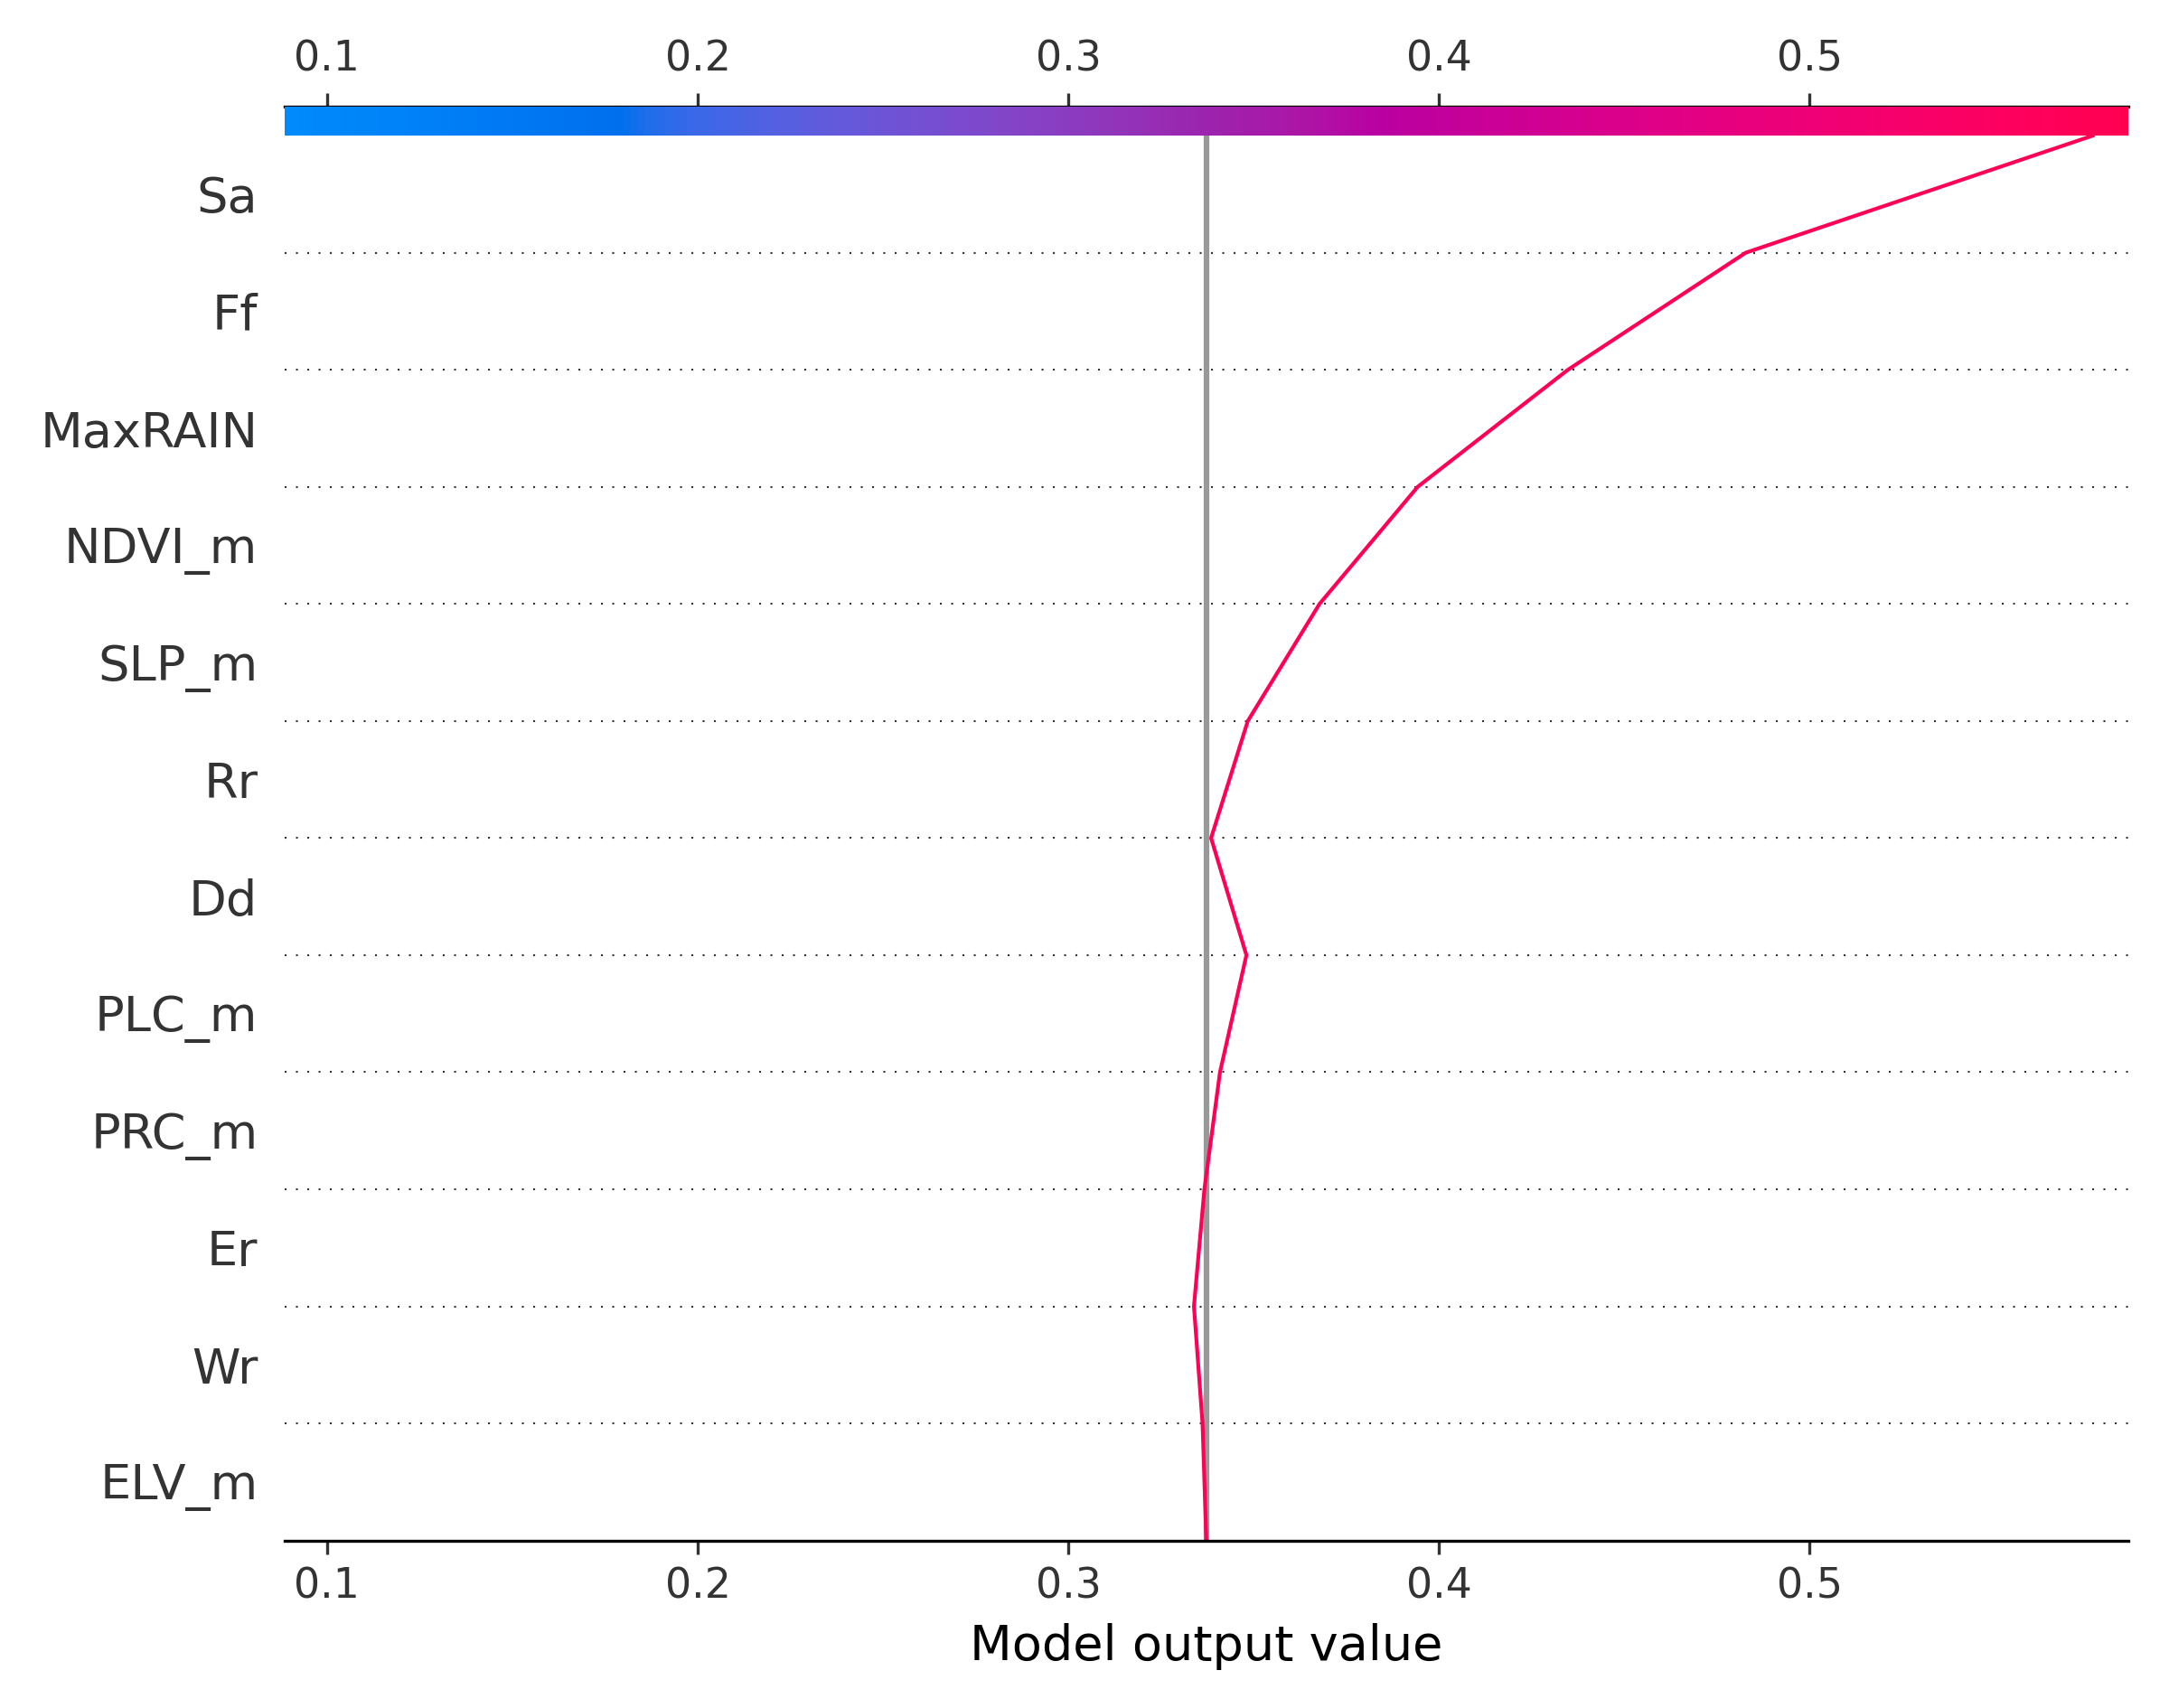 0.1 0.2 0.3 0.4 0.5
Sa
Ff
MaxRAIN
NDVI_m
SLP_m
Rr
Dd
PLC_m
PRC_m
Er
Wr
ELV_m
0.1 0.2 0.3 0.4 0.5
Model output value